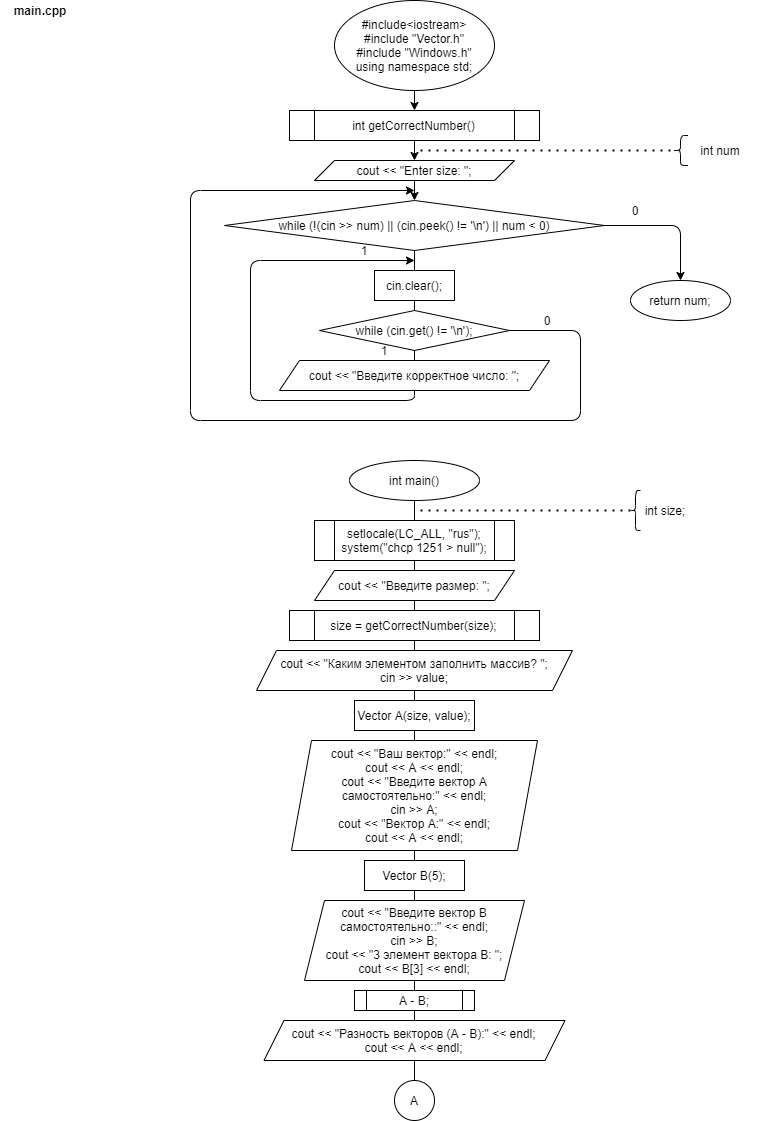 main.cpp
#include<iostream>
#include "Vector.h"
#include "Windows.h"
using namespace std;
int getCorrectNumber()
int num
cout << "Enter size: ";
while (!(cin >> num) || (cin.peek() != '\n') || num < 0)
0
1
cin.clear();
return num;
while (cin.get() != '\n');
0
1
cout << "Введите корректное число: ";
int main()
int size;
setlocale(LC_ALL, "rus");
system("chcp 1251 > null");
cout << "Введите размер: ";
size = getCorrectNumber(size);
cout << "Каким элементом заполнить массив? ";
cin >> value;
Vector A(size, value);
cout << "Ваш вектор:" << endl;
cout << A << endl;
cout << "Введите вектор А
самостоятельно:" << endl;
cin >> A;
cout << "Вектор А:" << endl;
cout << A << endl;
Vector B(5);
cout << "Введите вектор В
самостоятельно::" << endl;
cin >> B;
cout << "3 элемент вектора В: ";
cout << B[3] << endl;
A - B;
cout << "Разность векторов (A - B):" << endl;
cout << A << endl;
A